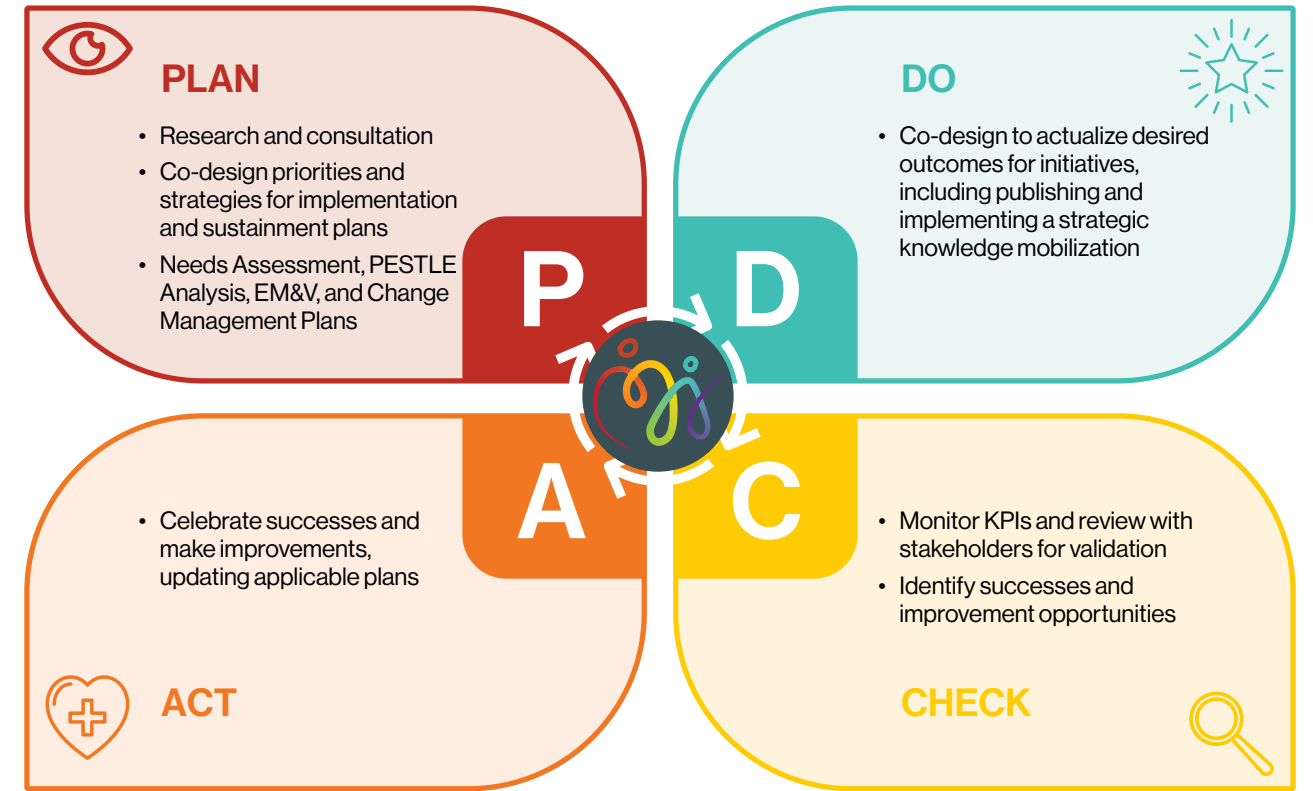 PLAN
• Research and consultation
• Co-design priorities and
strategies for implementation
and sustainment plans
• Needs Assessment, PESTLE
Analysis, EM&V, and Change
Management Plans
P
DO
• Co-design to actualize desired
outcomes for initiatives,
including publishing and
implementing a strategic
knowledge mobilization
D
A
• Celebrate successes and
make improvements,
updating applicable plans
ACT
C
• Monitor KPIs and review with
stakeholders for validation
• Identify successes and
improvement opportunities
CHECK